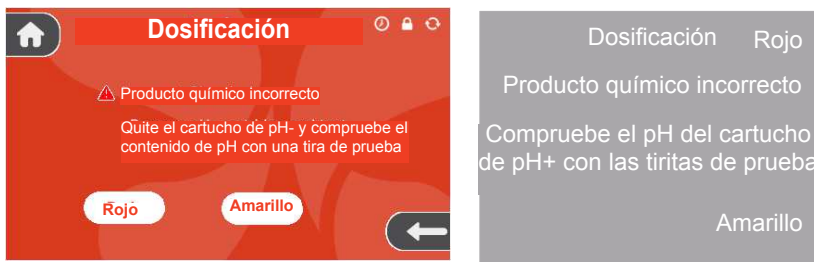 Dosificación
Producto químico incorrecto
Quite el cartucho de pH- y compruebe el
contenido de pH con una tira de prueba
Rojo
Amarillo
Dosificación
Rojo
Producto químico incorrecto
Compruebe el pH del cartucho
de pH+ con las tiritas de prueba
Amarillo